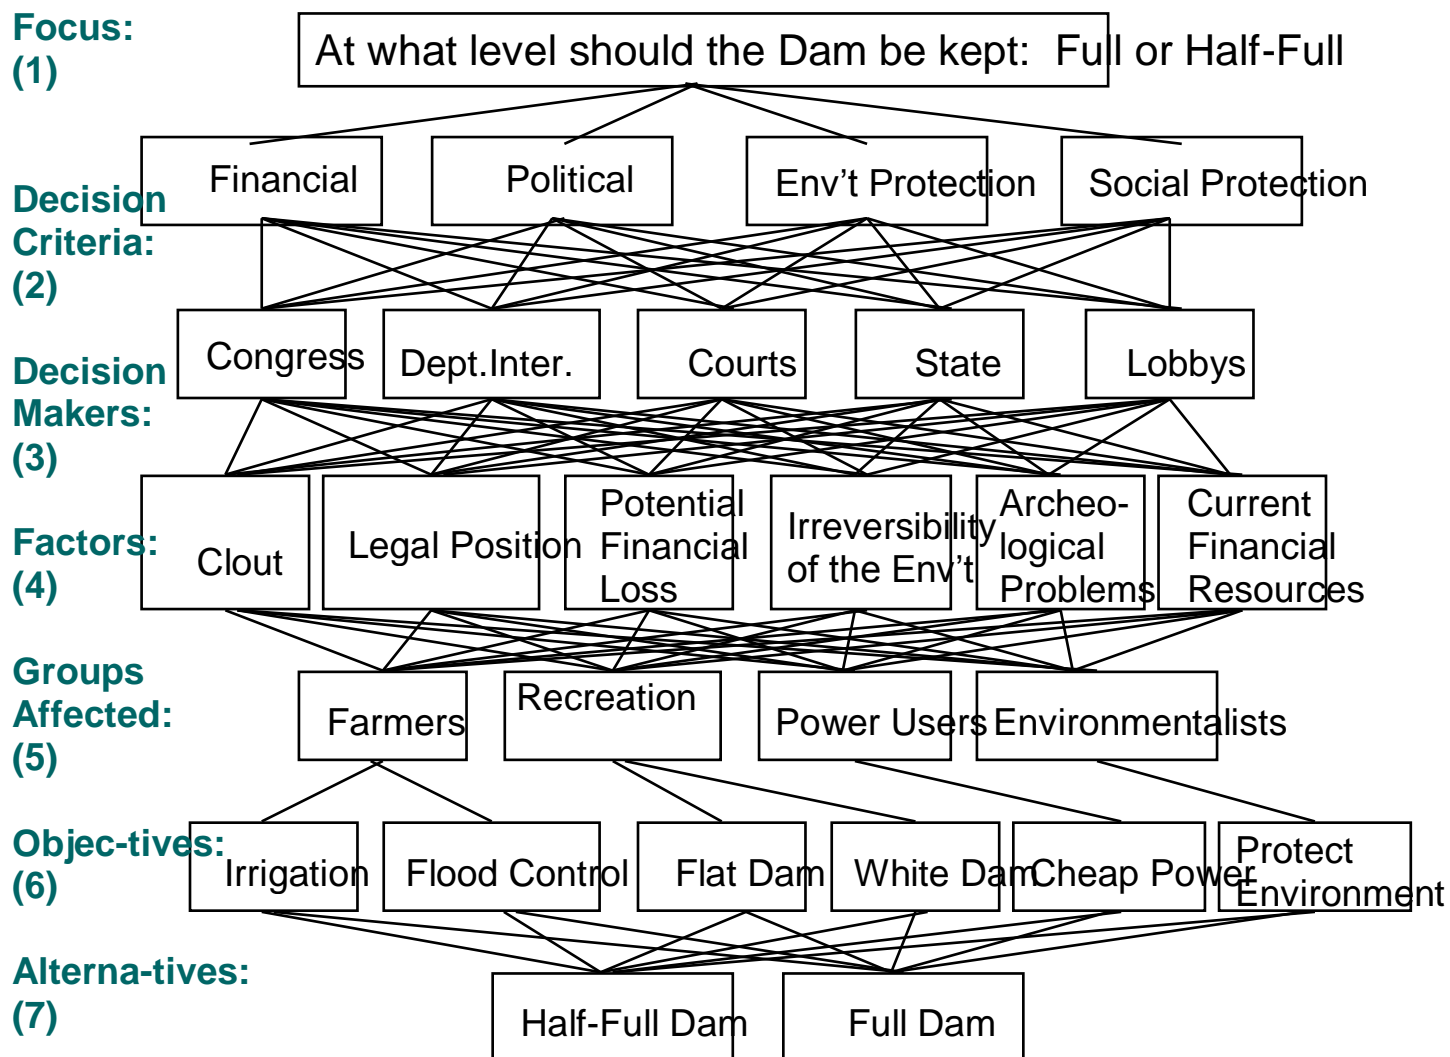 Focus:
(1)
At what level should the Dam be kept:  Full or Half-Full
Decision
Criteria:
(2)
Financial
Political
Env’t Protection
Social Protection
Decision
Makers:
(3)
Congress
Dept.Inter.
Courts
State
Lobbys
Factors:
(4)
Clout
Legal Position
Potential
Financial
Loss
Irreversibility
of the Env’t
Archeo-
logical
Problems
Current
Financial
Resources
Groups
Affected:
(5)
Farmers
Recreation
Power Users
Environmentalists
Objec-tives:
(6)
Irrigation
Flood Control
Flat Dam
White Dam
Cheap Power
Protect
Environment
Alterna-tives:
(7)
Half-Full Dam
Full Dam